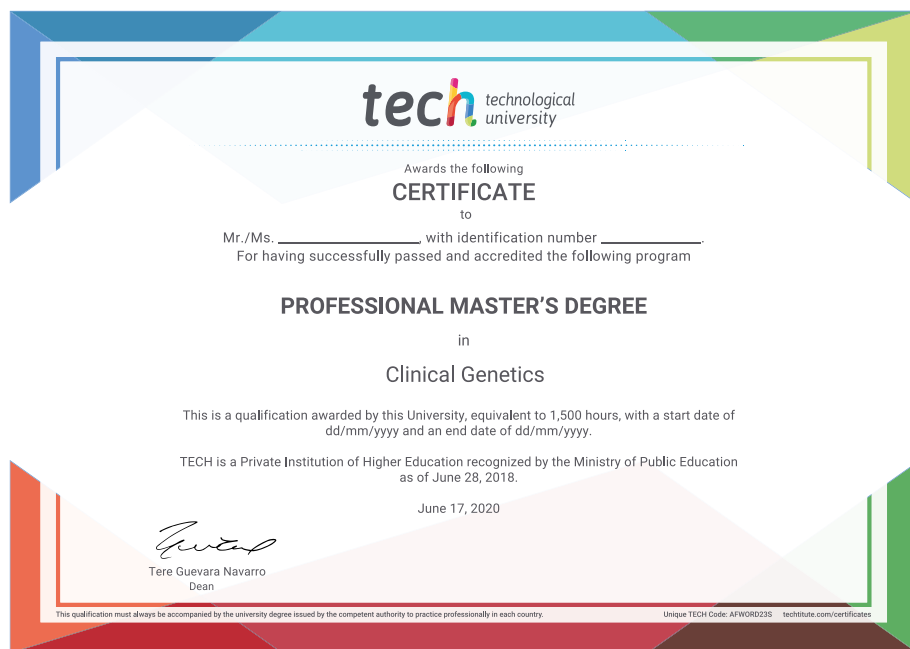 tech technological
university
Awards the following
CERTIFICATE
to
Mr./Ms. ____________________, with identification number ______________.
For having successfully passed and accredited the following program
PROFESSIONAL MASTER'S DEGREE
in
Clinical Genetics
This is a qualification awarded by this University, equivalent to 1,500 hours, with a start date of
dd/mm/yyyy and an end date of dd/mm/yyyy.
TECH is a Private Institution of Higher Education recognized by the Ministry of Public Education
as of June 28, 2018.
June 17, 2020
Tere Guevara Navarro
Dean
This qualification must always be accompanied by the university degree issued by the competent authority to practice professionally in each country.
Unique TECH Code: AFWORD23S techtitute.com/certificates